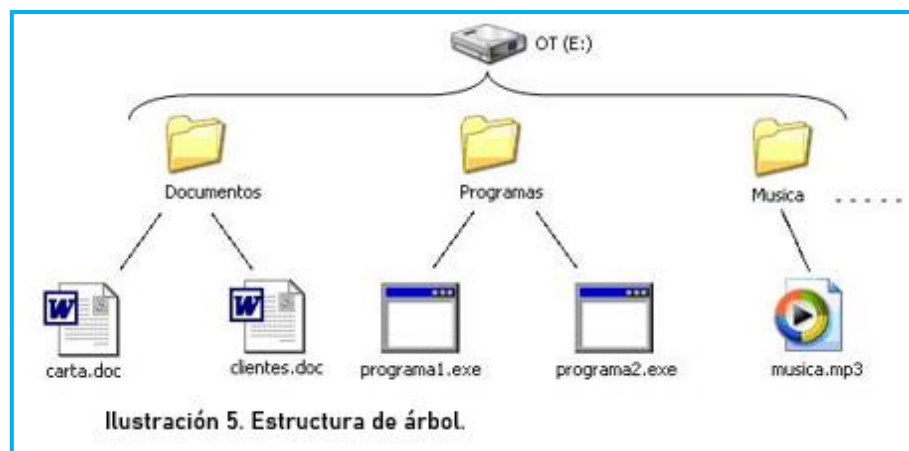 OT (E:)
Documentos
Programas
Musica
carta.doc
clientes.doc
programa1.exe
programa2.exe
musica.mp3
Ilustración 5. Estructura de árbol.